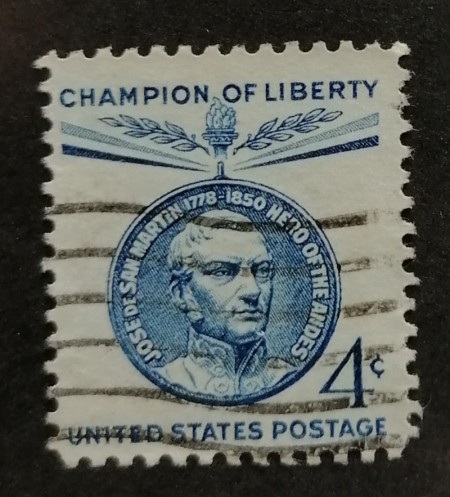 CHAMPION OF LIBERTY
JOSE DE SAN MARTIN 1778-1850 HERO OF THE ANDES
4¢
UNITED STATES POSTAGE